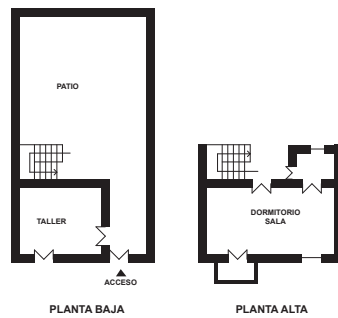 PATIO
TALLER
ACCESO
PLANTA BAJA
DORMITORIO
SALA
PLANTA ALTA